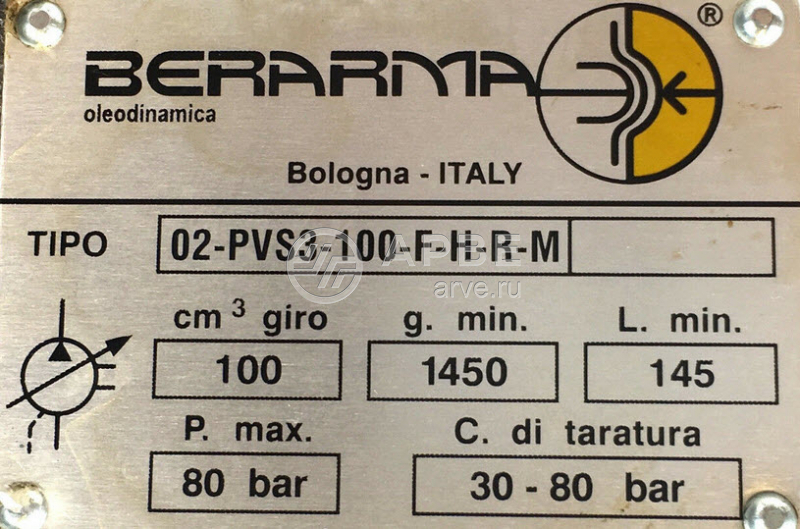 BERARMA ®
oleodinamica
Bologna - ITALY
TIPO 02-PVS3-100-F-H-R-M
АРВЕ
arve.ru
cm 3 giro g. min. L. min.
100 1450 145
P. max. C. di taratura
80 bar 30 - 80 bar